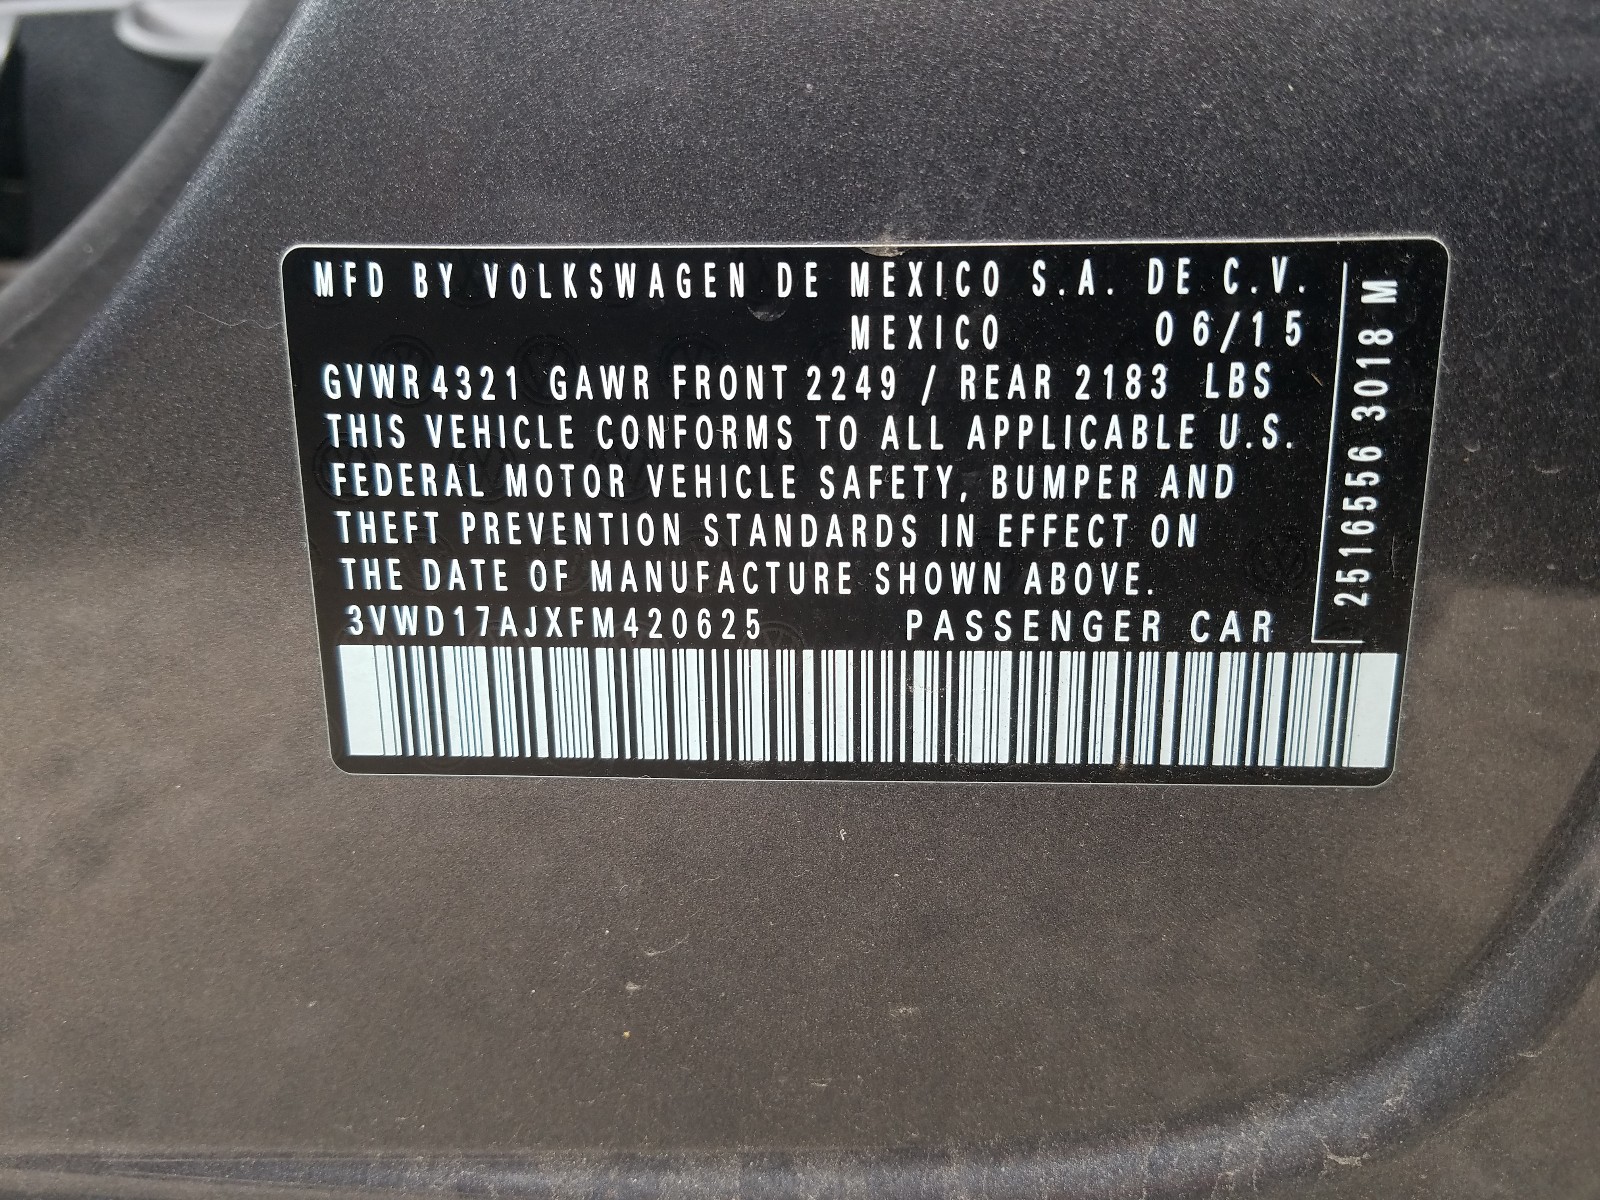 MFD BY VOLKSWAGEN DE MEXICO S.A. DE C.V.
MEXICO 06/15
GVWR 4321 GAWR FRONT 2249 / REAR 2183 LBS
THIS VEHICLE CONFORMS TO ALL APPLICABLE U.S.
FEDERAL MOTOR VEHICLE SAFETY, BUMPER AND
THEFT PREVENTION STANDARDS IN EFFECT ON
THE DATE OF MANUFACTURE SHOWN ABOVE.
3VWD17AJXFM420625 PASSENGER CAR
2516556 3018 M